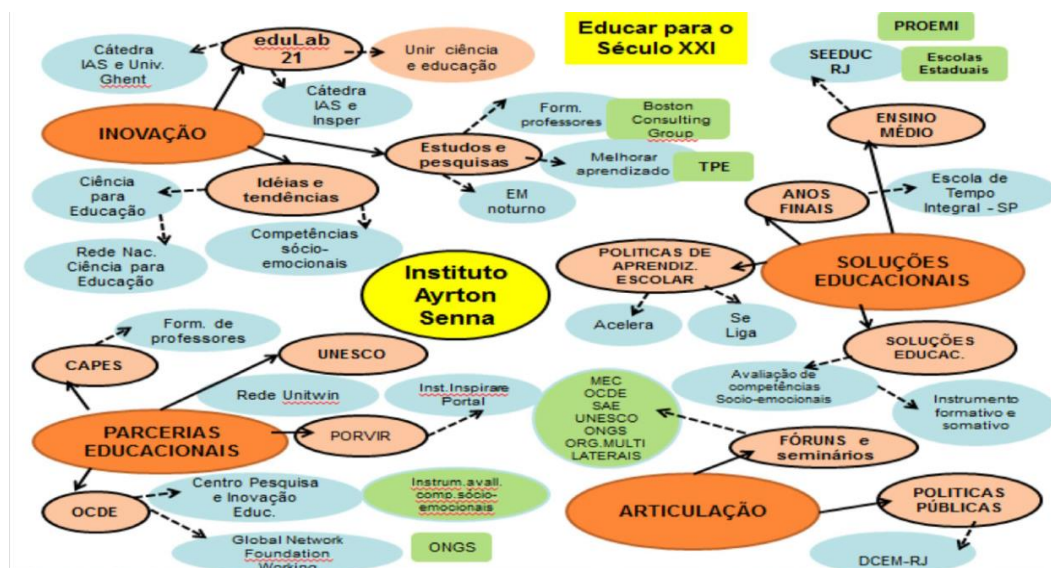 Educar para o
Século XXI
Cátedra
IAS e Univ.
Ghent
eduLab
21
Unir ciência
e educação
Cátedra
IAS e
Insper
INOVAÇÃO
Estudos e
pesquisas
Form.
professores
Boston
Consulting
Group
Melhorar
aprendizado
TPE
EM
noturno
Idéias e
tendências
Ciência
para
Educação
Rede Nac.
Ciência para
Educação
Competências
sócio-
emocionais
PROEMI
SEEDUC
RJ
Escolas
Estaduais
ENSINO
MÉDIO
ANOS
FINAIS
Escola de
Tempo
Integral - SP
POLITICAS DE
APRENDIZ.
ESCOLAR
SOLUÇÕES
EDUCACIONAIS
Acelera
Se
Liga
SOLUÇÕES
EDUCAC.
Avaliação de
competências
Socio-emocionais
Instrumento
formativo e
somativo
Instituto
Ayrton
Senna
Form. de
professores
CAPES
UNESCO
Rede Unitwin
Inst.Inspirare
Portal
PARCERIAS
EDUCACIONAIS
PORVIR
OCDE
Centro Pesquisa
e Inovação
Educ.
Instrum.avall.
comp.sócio-
emocionais
Global Network
Foundation
Working
ONGS
MEC
OCDE
SAE
UNESCO
ONGS
ORG.MULTI
LATERAIS
FÓRUNS e
seminários
ARTICULAÇÃO
POLITICAS
PÚBLICAS
DCEM-RJ